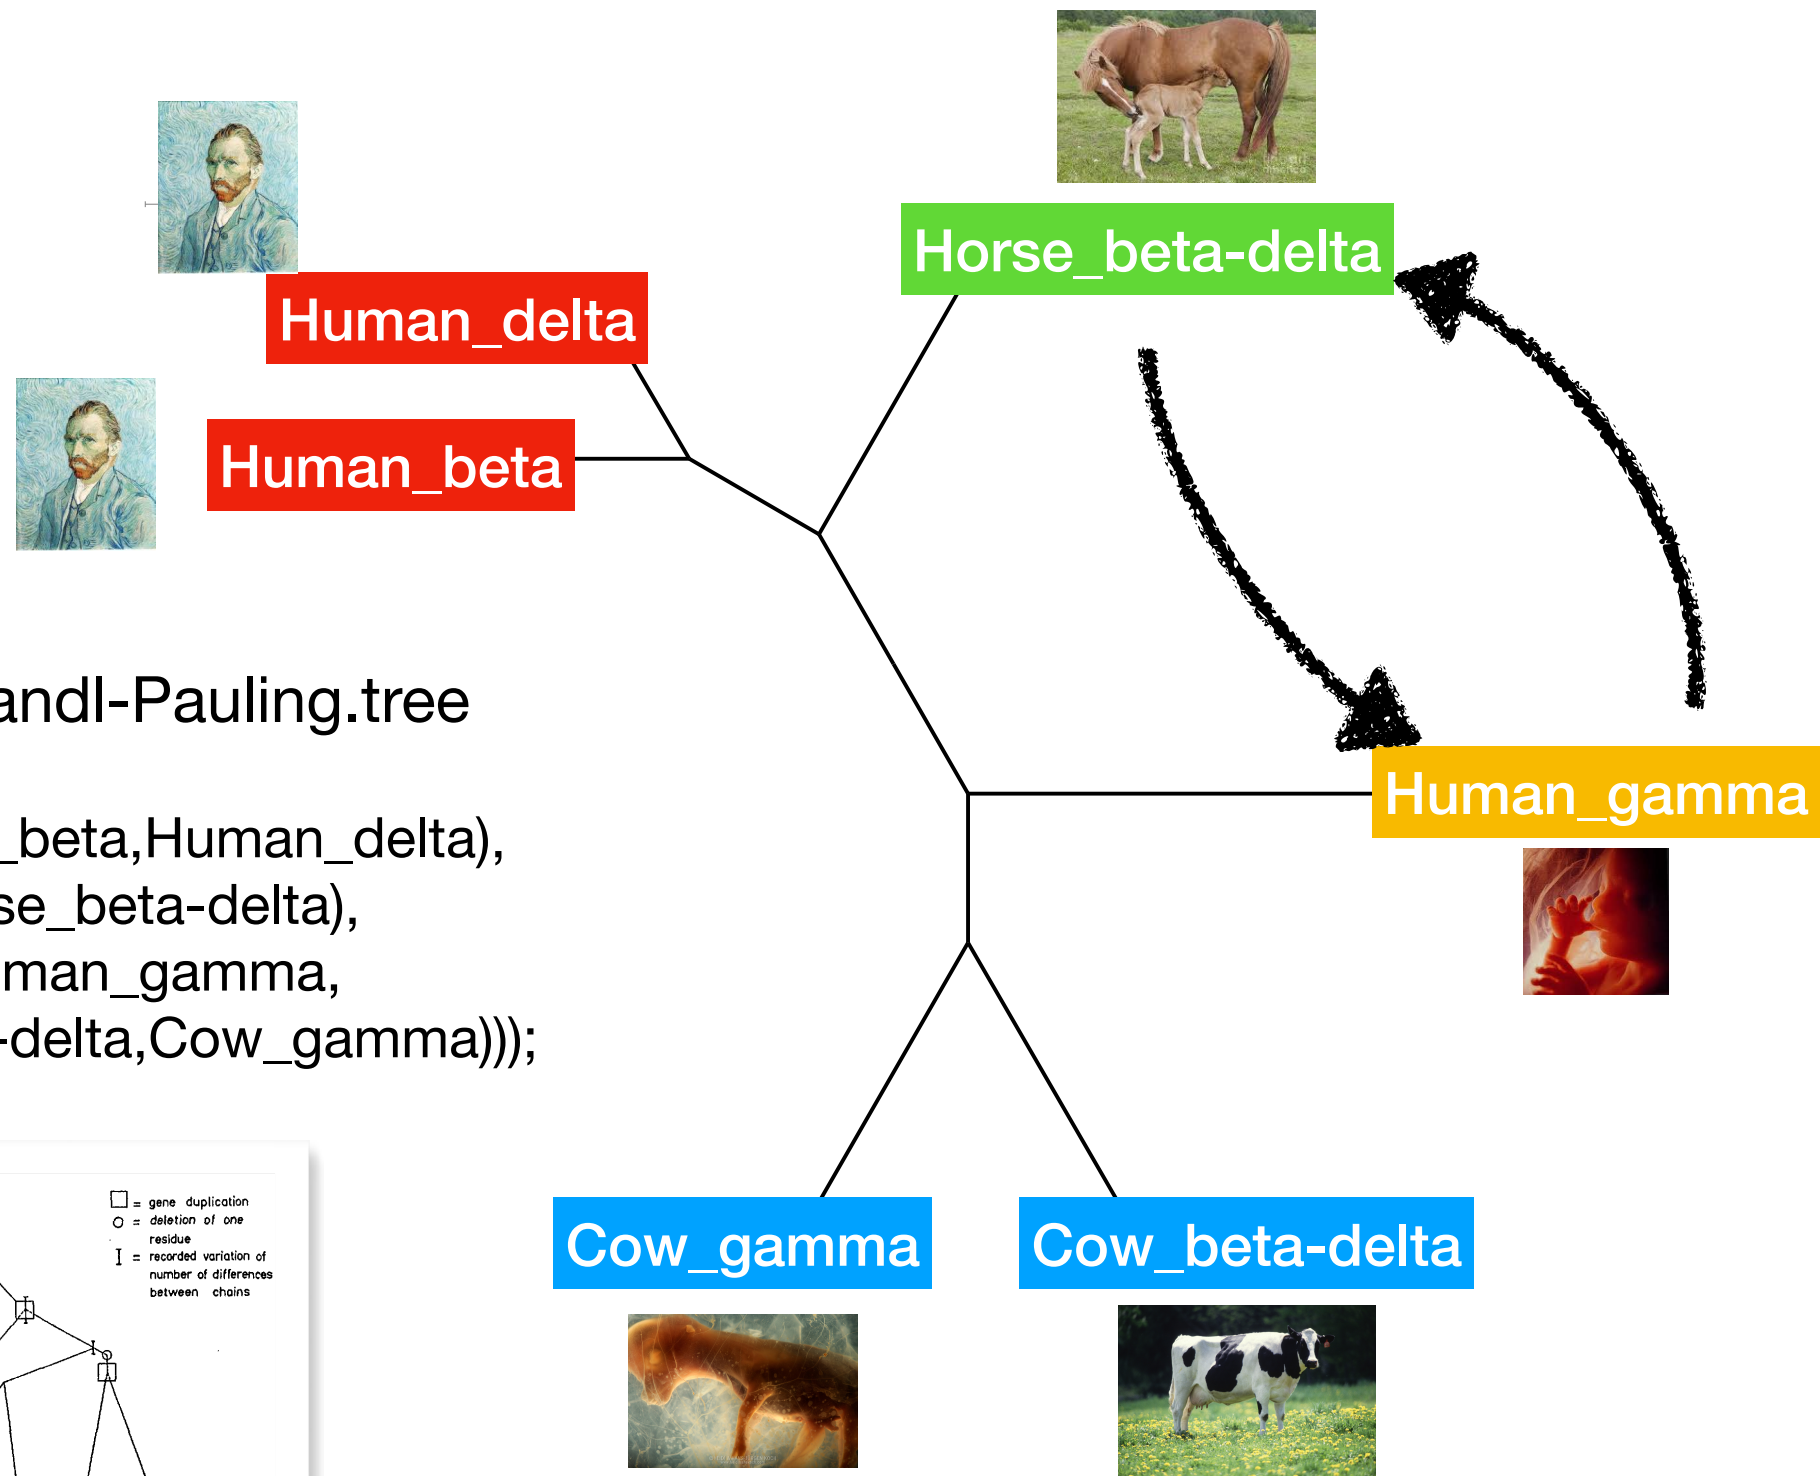 Horse_beta-delta
Human_delta
Human_beta
andl-Pauling.tree
Human_gamma
_beta,Human_delta),
se_beta-delta),
man_gamma,
-delta,Cow_gamma)));
= gene duplication
= deletion of one
residue
= recorded variation of
number of differences
between chains
Cow_gamma
Cow_beta-delta